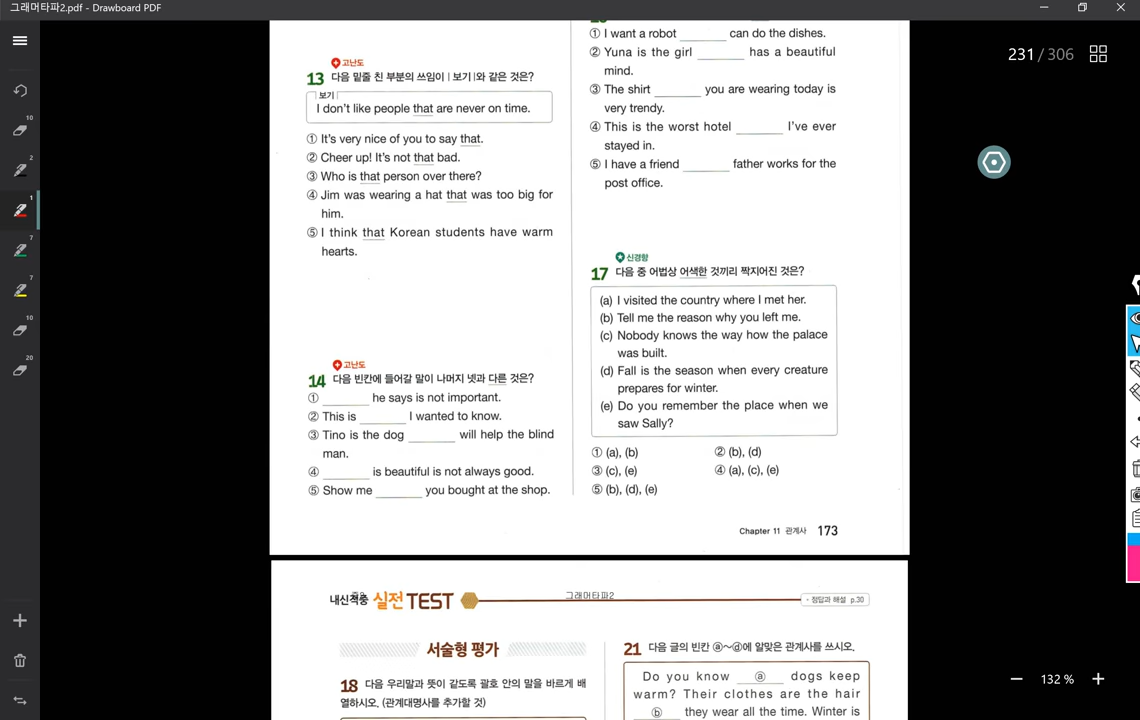 그래머타파2.pdf - Drawboard PDF
231 / 306
10
2
1
7
7
10
20
고난도
13 다음 밑줄 친 부분의 쓰임이 |보기|와 같은 것은?
보기
I don't like people that are never on time.
① It's very nice of you to say that.
② Cheer up! It's not that bad.
③ Who is that person over there?
④ Jim was wearing a hat that was too big for
him.
⑤ I think that Korean students have warm
hearts.
고난도
14 다음 빈칸에 들어갈 말이 나머지 넷과 다른 것은?
① ______ he says is not important.
② This is ______ I wanted to know.
③ Tino is the dog ______ will help the blind
man.
④ ______ is beautiful is not always good.
⑤ Show me ______ you bought at the shop.
① I want a robot ______ can do the dishes.
② Yuna is the girl ______ has a beautiful
mind.
③ The shirt ______ you are wearing today is
very trendy.
④ This is the worst hotel ______ I've ever
stayed in.
⑤ I have a friend ______ father works for the
post office.
신경향
17 다음 중 어법상 어색한 것끼리 짝지어진 것은?
(a) I visited the country where I met her.
(b) Tell me the reason why you left me.
(c) Nobody knows the way how the palace
was built.
(d) Fall is the season when every creature
prepares for winter.
(e) Do you remember the place when we
saw Sally?
① (a), (b) ② (b), (d)
③ (c), (e) ④ (a), (c), (e)
⑤ (b), (d), (e)
Chapter 11 관계사 173
내신적중 실전 TEST
그래머타파2
• 정답과 해설 p.30
서술형 평가
18 다음 우리말과 뜻이 같도록 괄호 안의 말을 바르게 배
열하시오. (관계대명사를 추가할 것)
21 다음 글의 빈칸 ⓐ~ⓓ에 알맞은 관계사를 쓰시오.
Do you know ⓐ dogs keep
warm? Their clothes are the hair
ⓑ they wear all the time. Winter is
132 %